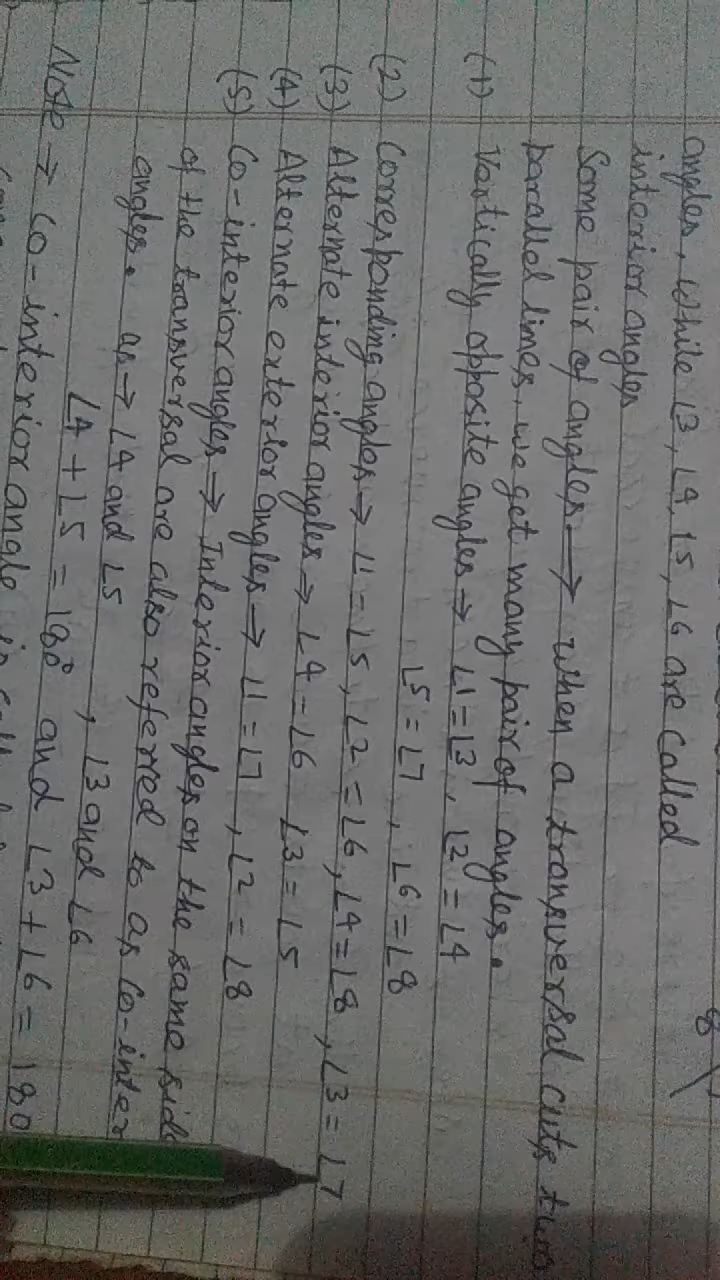 angles, while ∠3, ∠4, ∠5, ∠6 are called
interior angles
Some pair of angles → when a transversal cuts two
parallel lines, we get many pair of angles.
(1) Vertically opposite angles → ∠1 = ∠3, ∠2 = ∠4
∠5 = ∠7, ∠6 = ∠8
(2) Corresponding angles → ∠1 = ∠5, ∠2 = ∠6, ∠4 = ∠8, ∠3 = ∠7
(3) Alternate interior angles → ∠4 = ∠6 ∠3 = ∠5
(4) Alternate exterior angles → ∠1 = ∠7, ∠2 = ∠8
(5) Co-interior angles → Interior angles on the same side
of the transversal are also referred to as Co-inter
angles. as → ∠4 and ∠5, ∠3 and ∠6
∠4 + ∠5 = 180° and ∠3 + ∠6 = 180
Note → Co-interior angle is
8